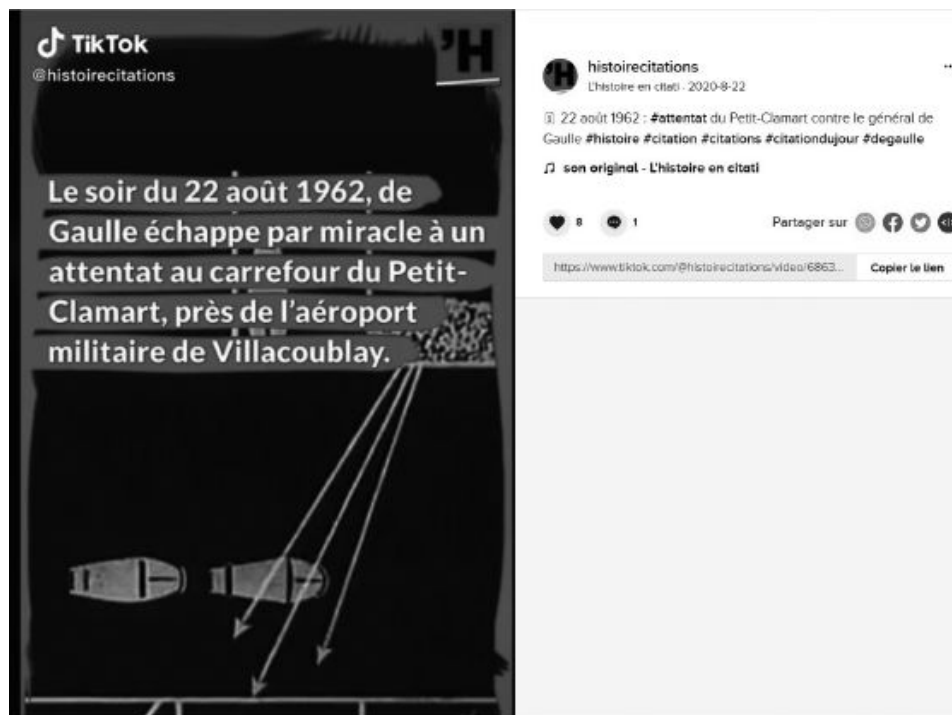 TikTok
@histoirecitations
'H
Le soir du 22 août 1962, de
Gaulle échappe par miracle à un
attentat au carrefour du Petit-
Clamart, près de l'aéroport
militaire de Villacoublay.
'H
histoirecitations
L'histoire en citati · 2020-8-22
22 août 1962 : #attentat du Petit-Clamart contre le général de
Gaulle #histoire #citation #citations #citationdujour #degaulle
son original - L'histoire en citati
8 1 Partager sur
https://www.tiktok.com/@histoirecitations/video/6863... Copier le lien